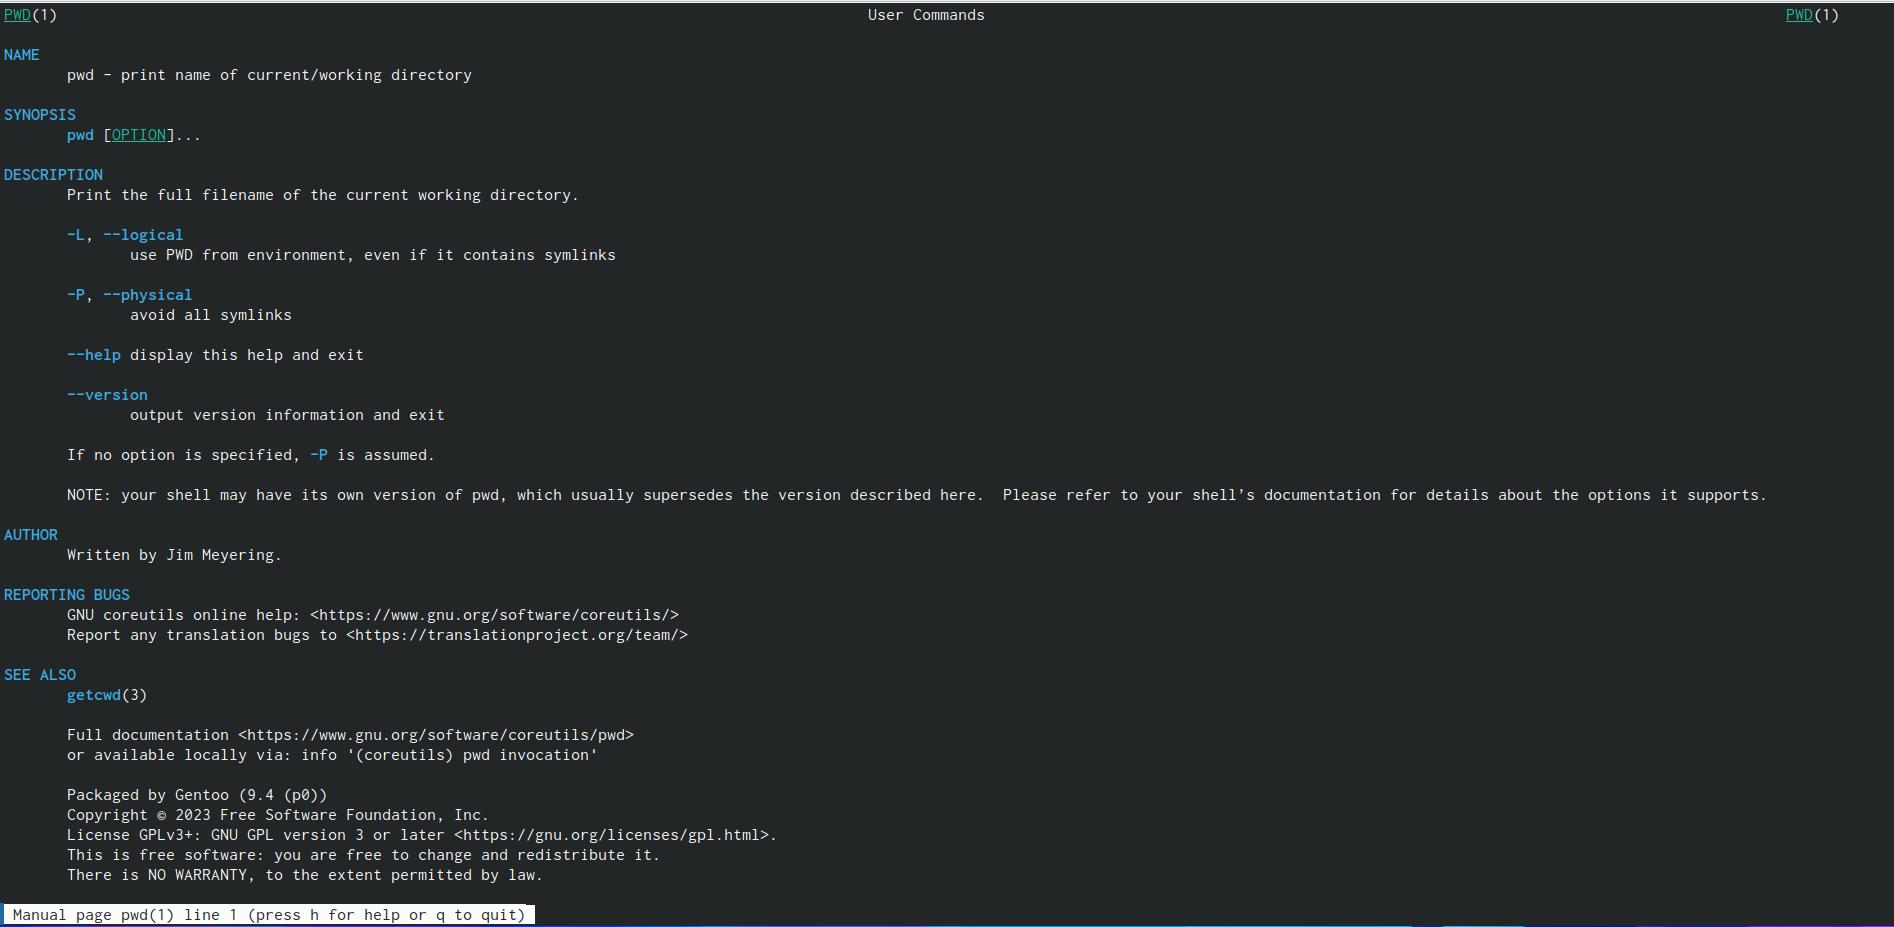 PWD(1) User Commands PWD(1)
NAME
pwd - print name of current/working directory
SYNOPSIS
pwd [OPTION]...
DESCRIPTION
Print the full filename of the current working directory.
-L, --logical
use PWD from environment, even if it contains symlinks
-P, --physical
avoid all symlinks
--help display this help and exit
--version
output version information and exit
If no option is specified, -P is assumed.
NOTE: your shell may have its own version of pwd, which usually supersedes the version described here.  Please refer to your shell’s documentation for details about the options it supports.
AUTHOR
Written by Jim Meyering.
REPORTING BUGS
GNU coreutils online help: <https://www.gnu.org/software/coreutils/>
Report any translation bugs to <https://translationproject.org/team/>
SEE ALSO
getcwd(3)
Full documentation <https://www.gnu.org/software/coreutils/pwd>
or available locally via: info '(coreutils) pwd invocation'
Packaged by Gentoo (9.4 (p0))
Copyright © 2023 Free Software Foundation, Inc.
License GPLv3+: GNU GPL version 3 or later <https://gnu.org/licenses/gpl.html>.
This is free software: you are free to change and redistribute it.
There is NO WARRANTY, to the extent permitted by law.
Manual page pwd(1) line 1 (press h for help or q to quit)